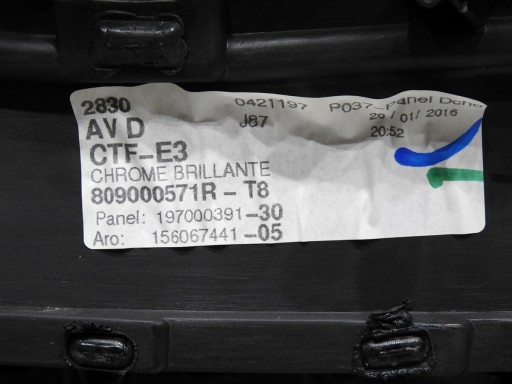 2830 0421197 P037-Panel Dcho
AV D J87 29/01/2016
20:52
CTF-E3
CHROME BRILLANTE
809000571R - T8
Panel: 197000391-30
Aro: 156067441-05